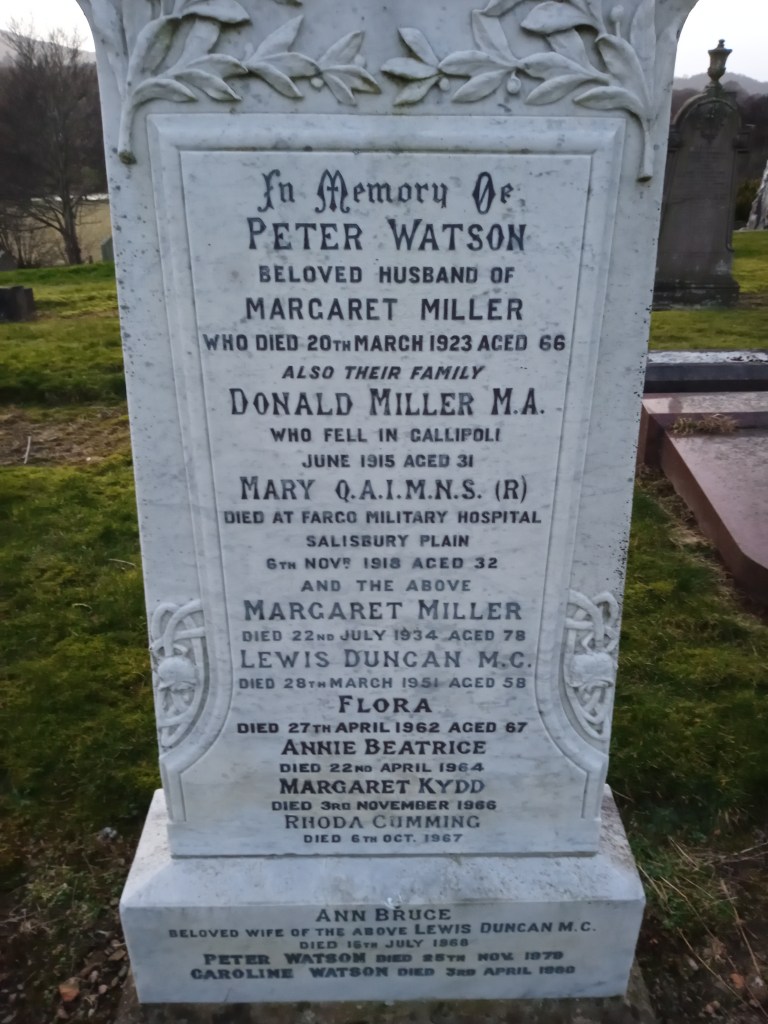 In Memory Of
PETER WATSON
BELOVED HUSBAND OF
MARGARET MILLER
WHO DIED 20TH MARCH 1923 AGED 66
ALSO THEIR FAMILY
DONALD MILLER M.A.
WHO FELL IN GALLIPOLI
JUNE 1915 AGED 31
MARY Q.A.I.M.N.S. (R)
DIED AT FARGO MILITARY HOSPITAL
SALISBURY PLAIN
6TH NOVR 1918 AGED 32
AND THE ABOVE
MARGARET MILLER
DIED 22ND JULY 1934 AGED 78
LEWIS DUNCAN M.C.
DIED 28TH MARCH 1951 AGED 58
FLORA
DIED 27TH APRIL 1962 AGED 67
ANNIE BEATRICE
DIED 22ND APRIL 1964
MARGARET KYDD
DIED 3RD NOVEMBER 1966
RHODA CUMMING
DIED 6TH OCT. 1967
ANN BRUCE
BELOVED WIFE OF THE ABOVE LEWIS DUNCAN M.C.
DIED JULY
PETER WATSON DIED NOV. 1979
CAROLINE WATSON DIED 3RD APRIL